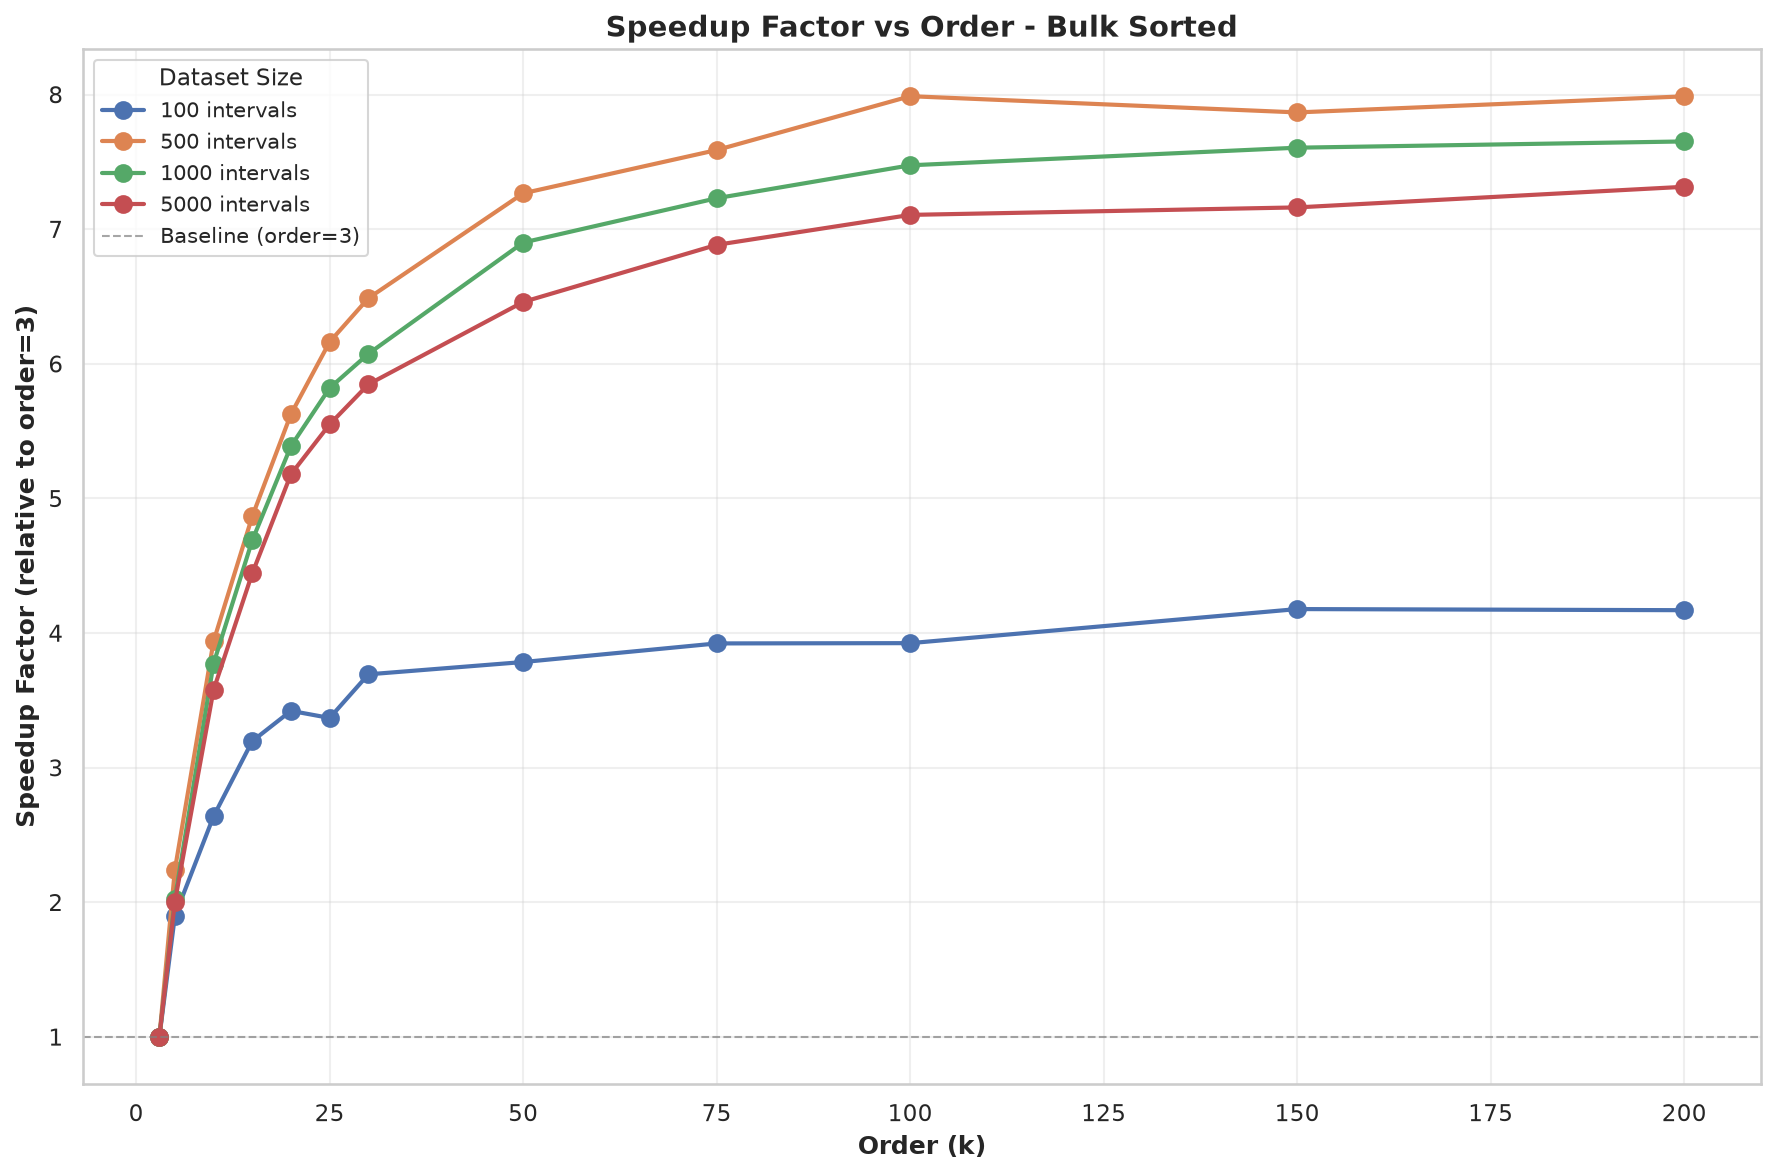 Speedup Factor vs Order - Bulk Sorted
Dataset Size
100 intervals
500 intervals
1000 intervals
5000 intervals
Baseline (order=3)
Speedup Factor (relative to order=3)
8
7
6
5
4
3
2
1
0 25 50 75 100 125 150 175 200
Order (k)